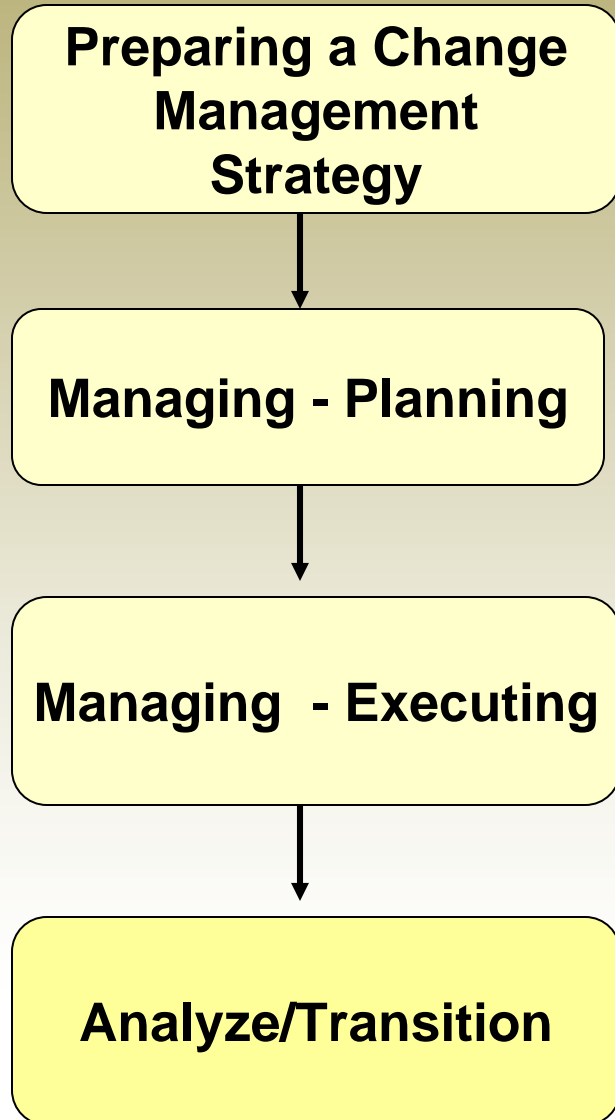 Preparing a Change
Management
Strategy
Managing - Planning
Managing  - Executing
Analyze/Transition